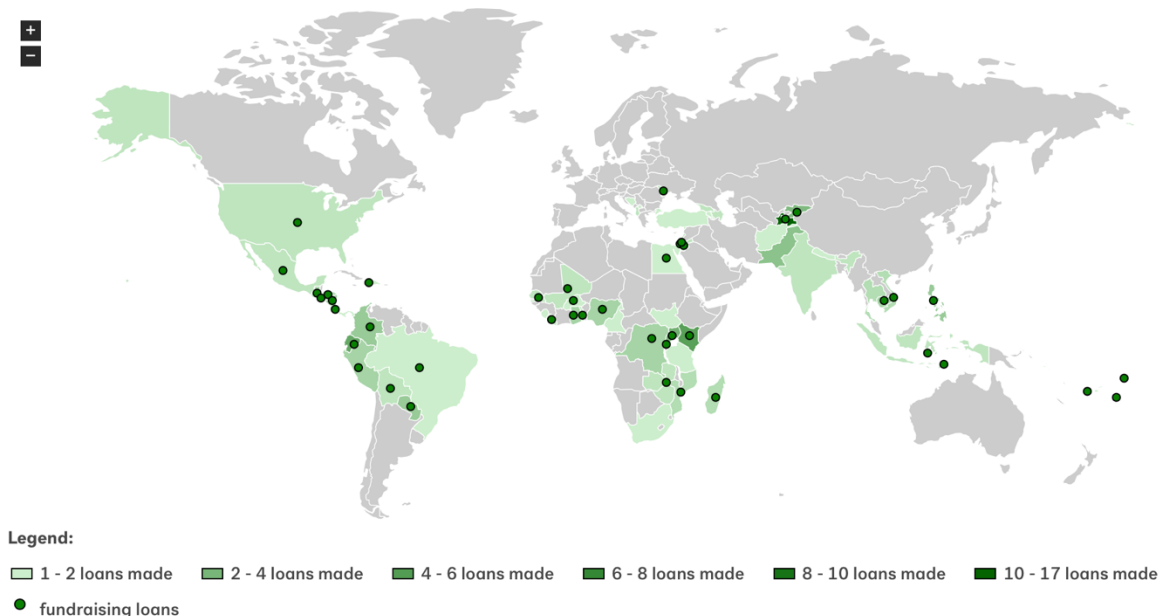 +
−
Legend:
1 - 2 loans made 2 - 4 loans made 4 - 6 loans made 6 - 8 loans made 8 - 10 loans made 10 - 17 loans made
fundraising loans